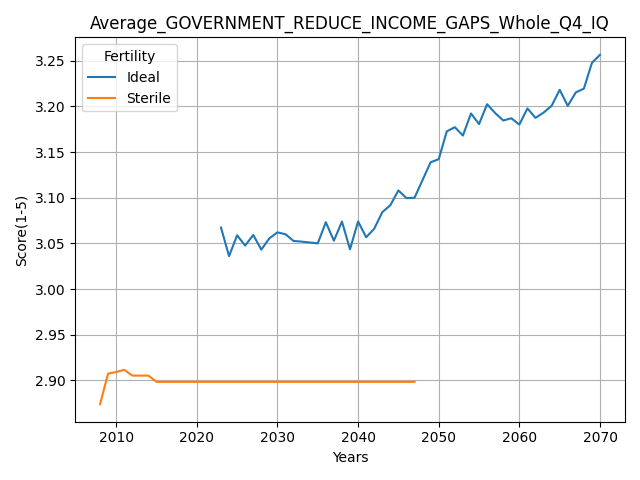 Average_GOVERNMENT_REDUCE_INCOME_GAPS_Whole_Q4_IQ
Fertility
Ideal
Sterile
3.25
3.20
3.15
3.10
3.05
3.00
2.95
2.90
Score(1-5)
2010 2020 2030 2040 2050 2060 2070
Years